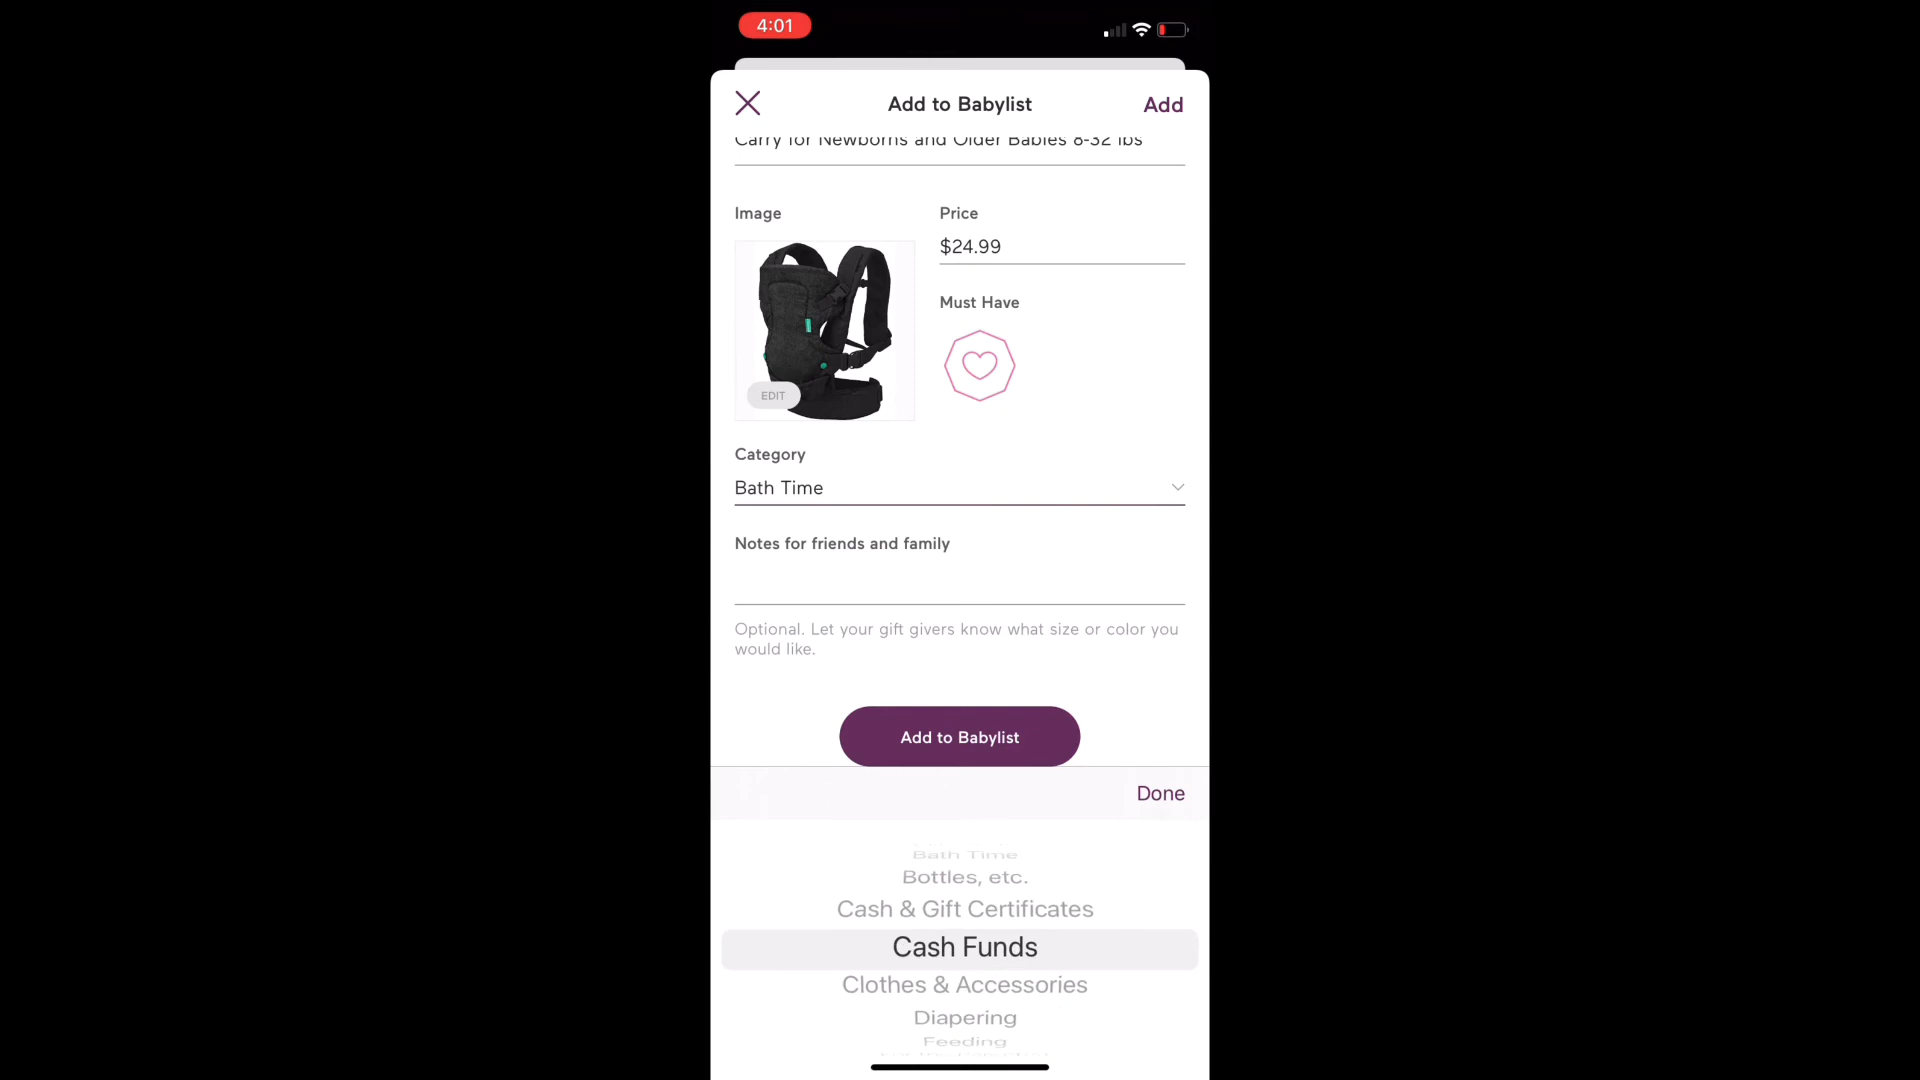 4:01
Add to Babylist
Add
Carry for Newborns and Older Babies 8-32 lbs
Image
Price
$24.99
Must Have
EDIT
Category
Bath Time
Notes for friends and family
Optional. Let your gift givers know what size or color you
would like.
Add to Babylist
Done
Bath Time
Bottles, etc.
Cash & Gift Certificates
Cash Funds
Clothes & Accessories
Diapering
Feeding